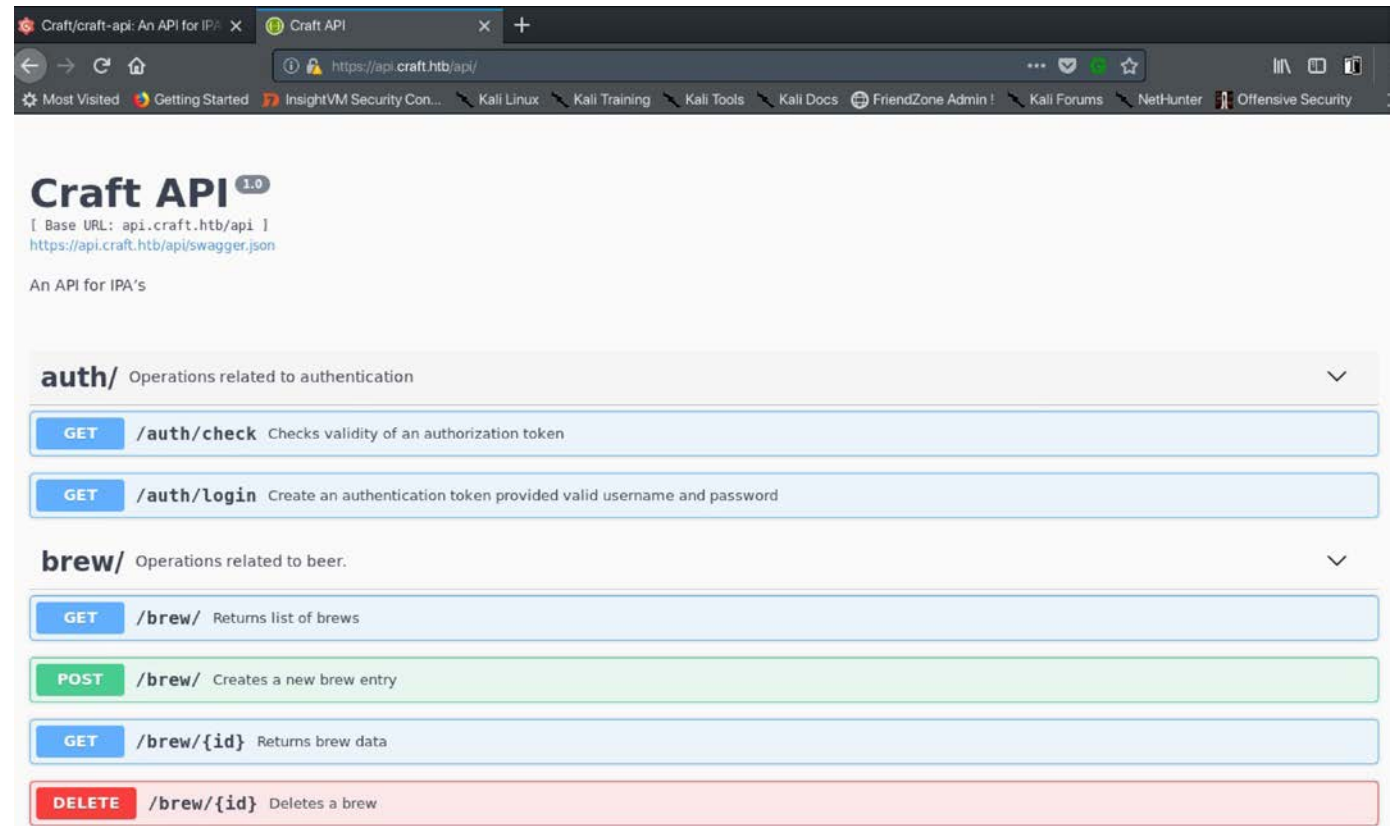 Craft/craft-api: An API for IPA
Craft API
https://api.craft.htb/api/
Most Visited Getting Started InsightVM Security Con... Kali Linux Kali Training Kali Tools Kali Docs FriendZone Admin ! Kali Forums NetHunter Offensive Security
Craft API 1.0
[ Base URL: api.craft.htb/api ]
https://api.craft.htb/api/swagger.json
An API for IPA's
auth/ Operations related to authentication
GET /auth/check Checks validity of an authorization token
GET /auth/login Create an authentication token provided valid username and password
brew/ Operations related to beer.
GET /brew/ Returns list of brews
POST /brew/ Creates a new brew entry
GET /brew/{id} Returns brew data
DELETE /brew/{id} Deletes a brew